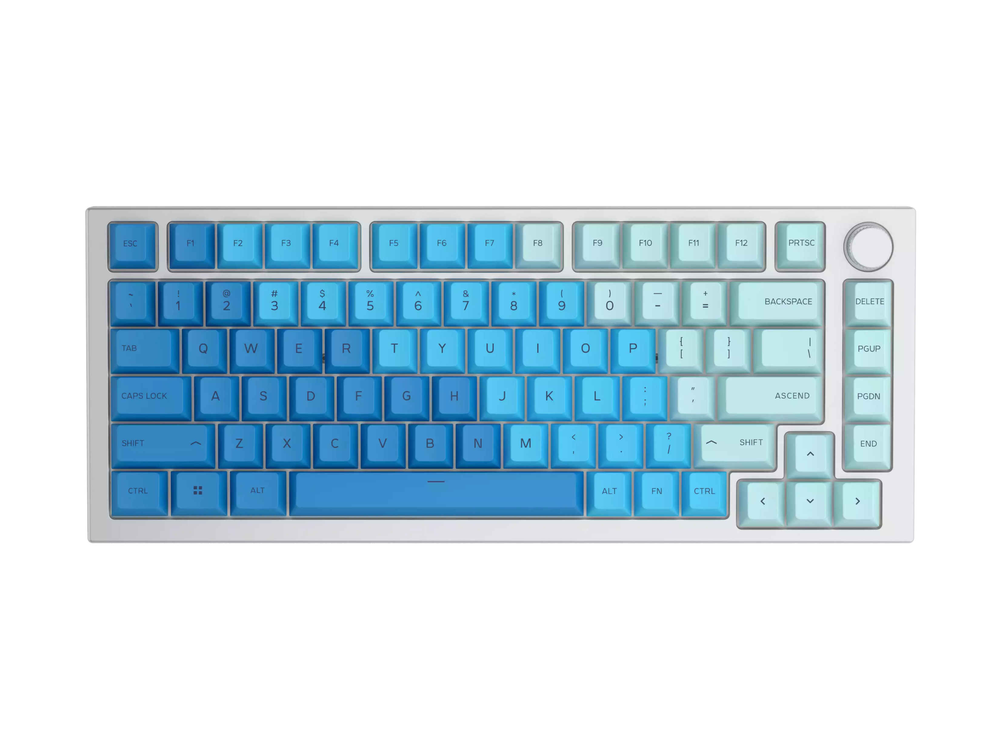 ESC F1 F2 F3 F4 F5 F6 F7 F8 F9 F10 F11 F12 PRTSC
~ ! @ # $ % ^ & * ( ) — +
` 1 2 3 4 5 6 7 8 9 0 - = BACKSPACE DELETE
TAB Q W E R T Y U I O P { } | PGUP
[ ] \
CAPS LOCK A S D F G H J K L : " ASCEND PGDN
; '
SHIFT Z X C V B N M < > ? SHIFT END
, . /
CTRL ALT ALT FN CTRL